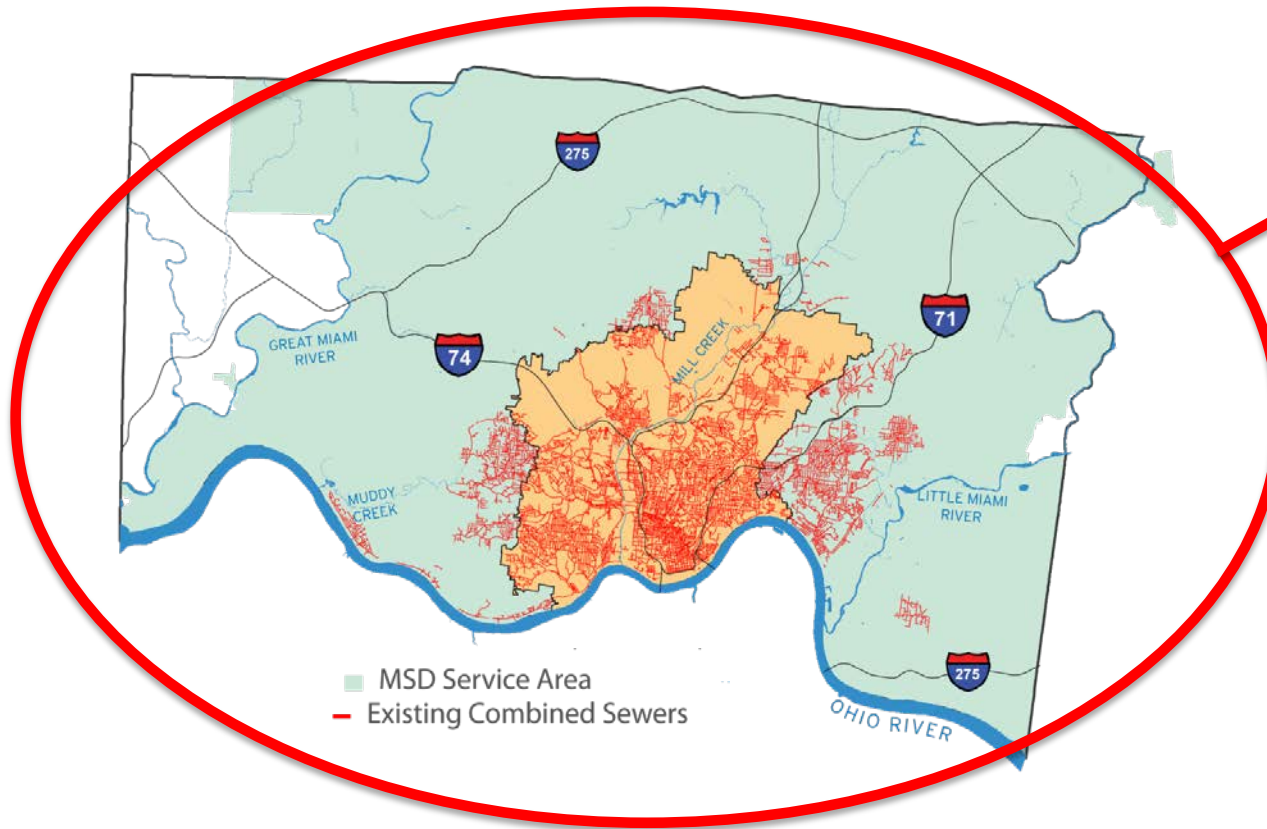 275
71
74
GREAT MIAMI
RIVER
MILL CREEK
MUDDY
CREEK
LITTLE MIAMI
RIVER
275
MSD Service Area
Existing Combined Sewers
OHIO RIVER